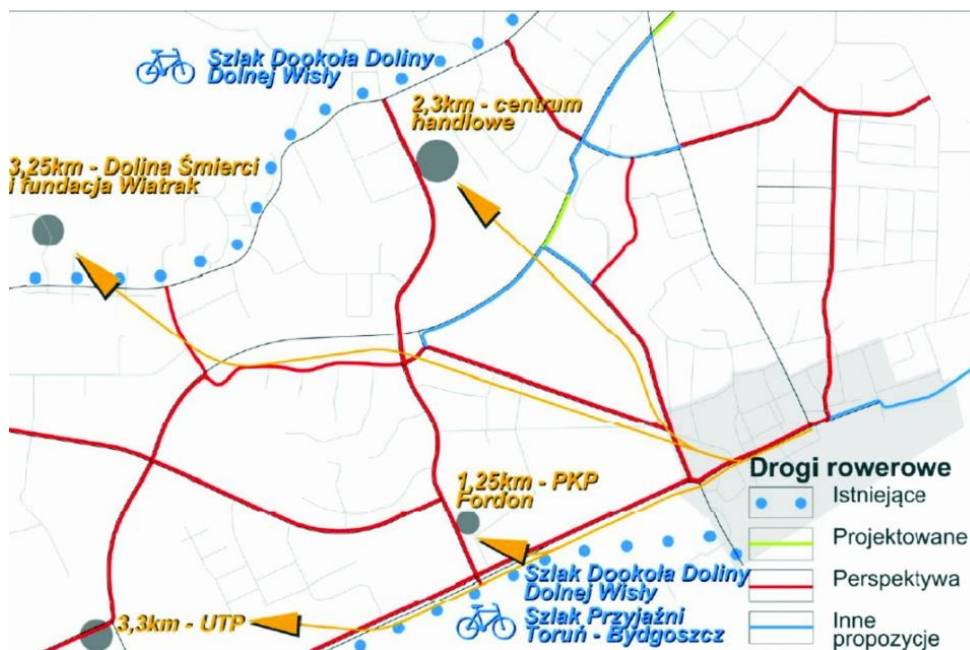 Szlak Dookoła Doliny
Dolnej Wisły
2,3km - centrum
handlowe
3,25km - Dolina Śmierci
i fundacja Wiatrak
1,25km - PKP
Fordon
Szlak Dookoła Doliny
Dolnej Wisły
Szlak Przyjaźni
Toruń - Bydgoszcz
3,3km - UTP
Drogi rowerowe
Istniejące
Projektowane
Perspektywa
Inne
propozycje